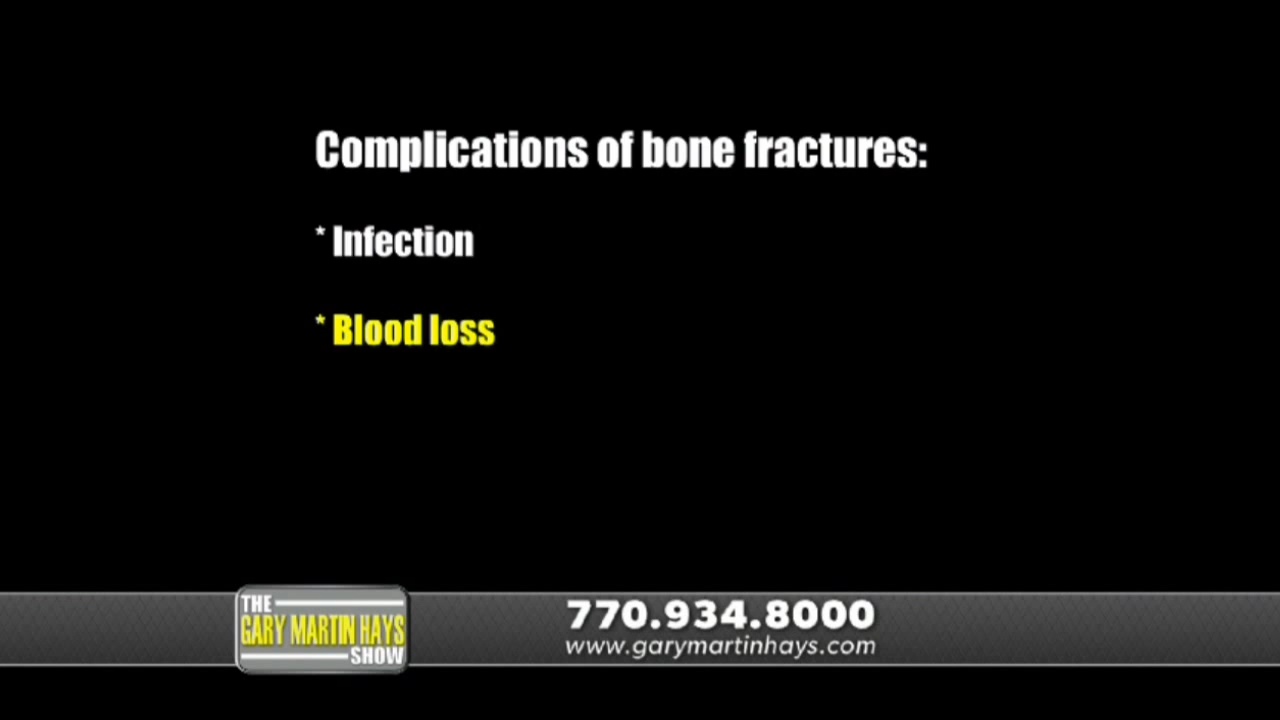 Complications of bone fractures:
* Infection
* Blood loss
THE
GARY MARTIN HAYS
SHOW
770.934.8000
www.garymartinhays.com